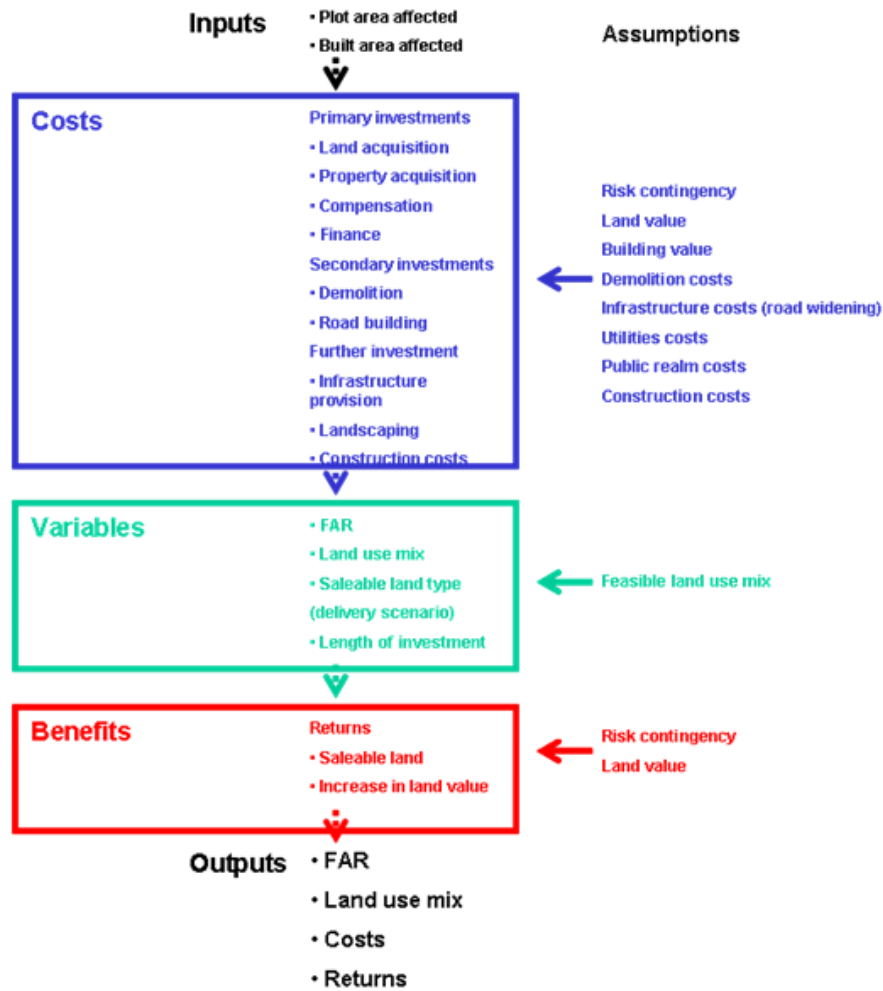 Inputs
• Plot area affected
• Built area affected
Assumptions
Costs
Primary investments
• Land acquisition
• Property acquisition
• Compensation
• Finance
Secondary investments
• Demolition
• Road building
Further investment
• Infrastructure
provision
• Landscaping
• Construction costs
Risk contingency
Land value
Building value
Demolition costs
Infrastructure costs (road widening)
Utilities costs
Public realm costs
Construction costs
Variables
• FAR
• Land use mix
• Saleable land type
(delivery scenario)
• Length of investment
Feasible land use mix
Benefits
Returns
• Saleable land
• Increase in land value
Risk contingency
Land value
Outputs
• FAR
• Land use mix
• Costs
• Returns